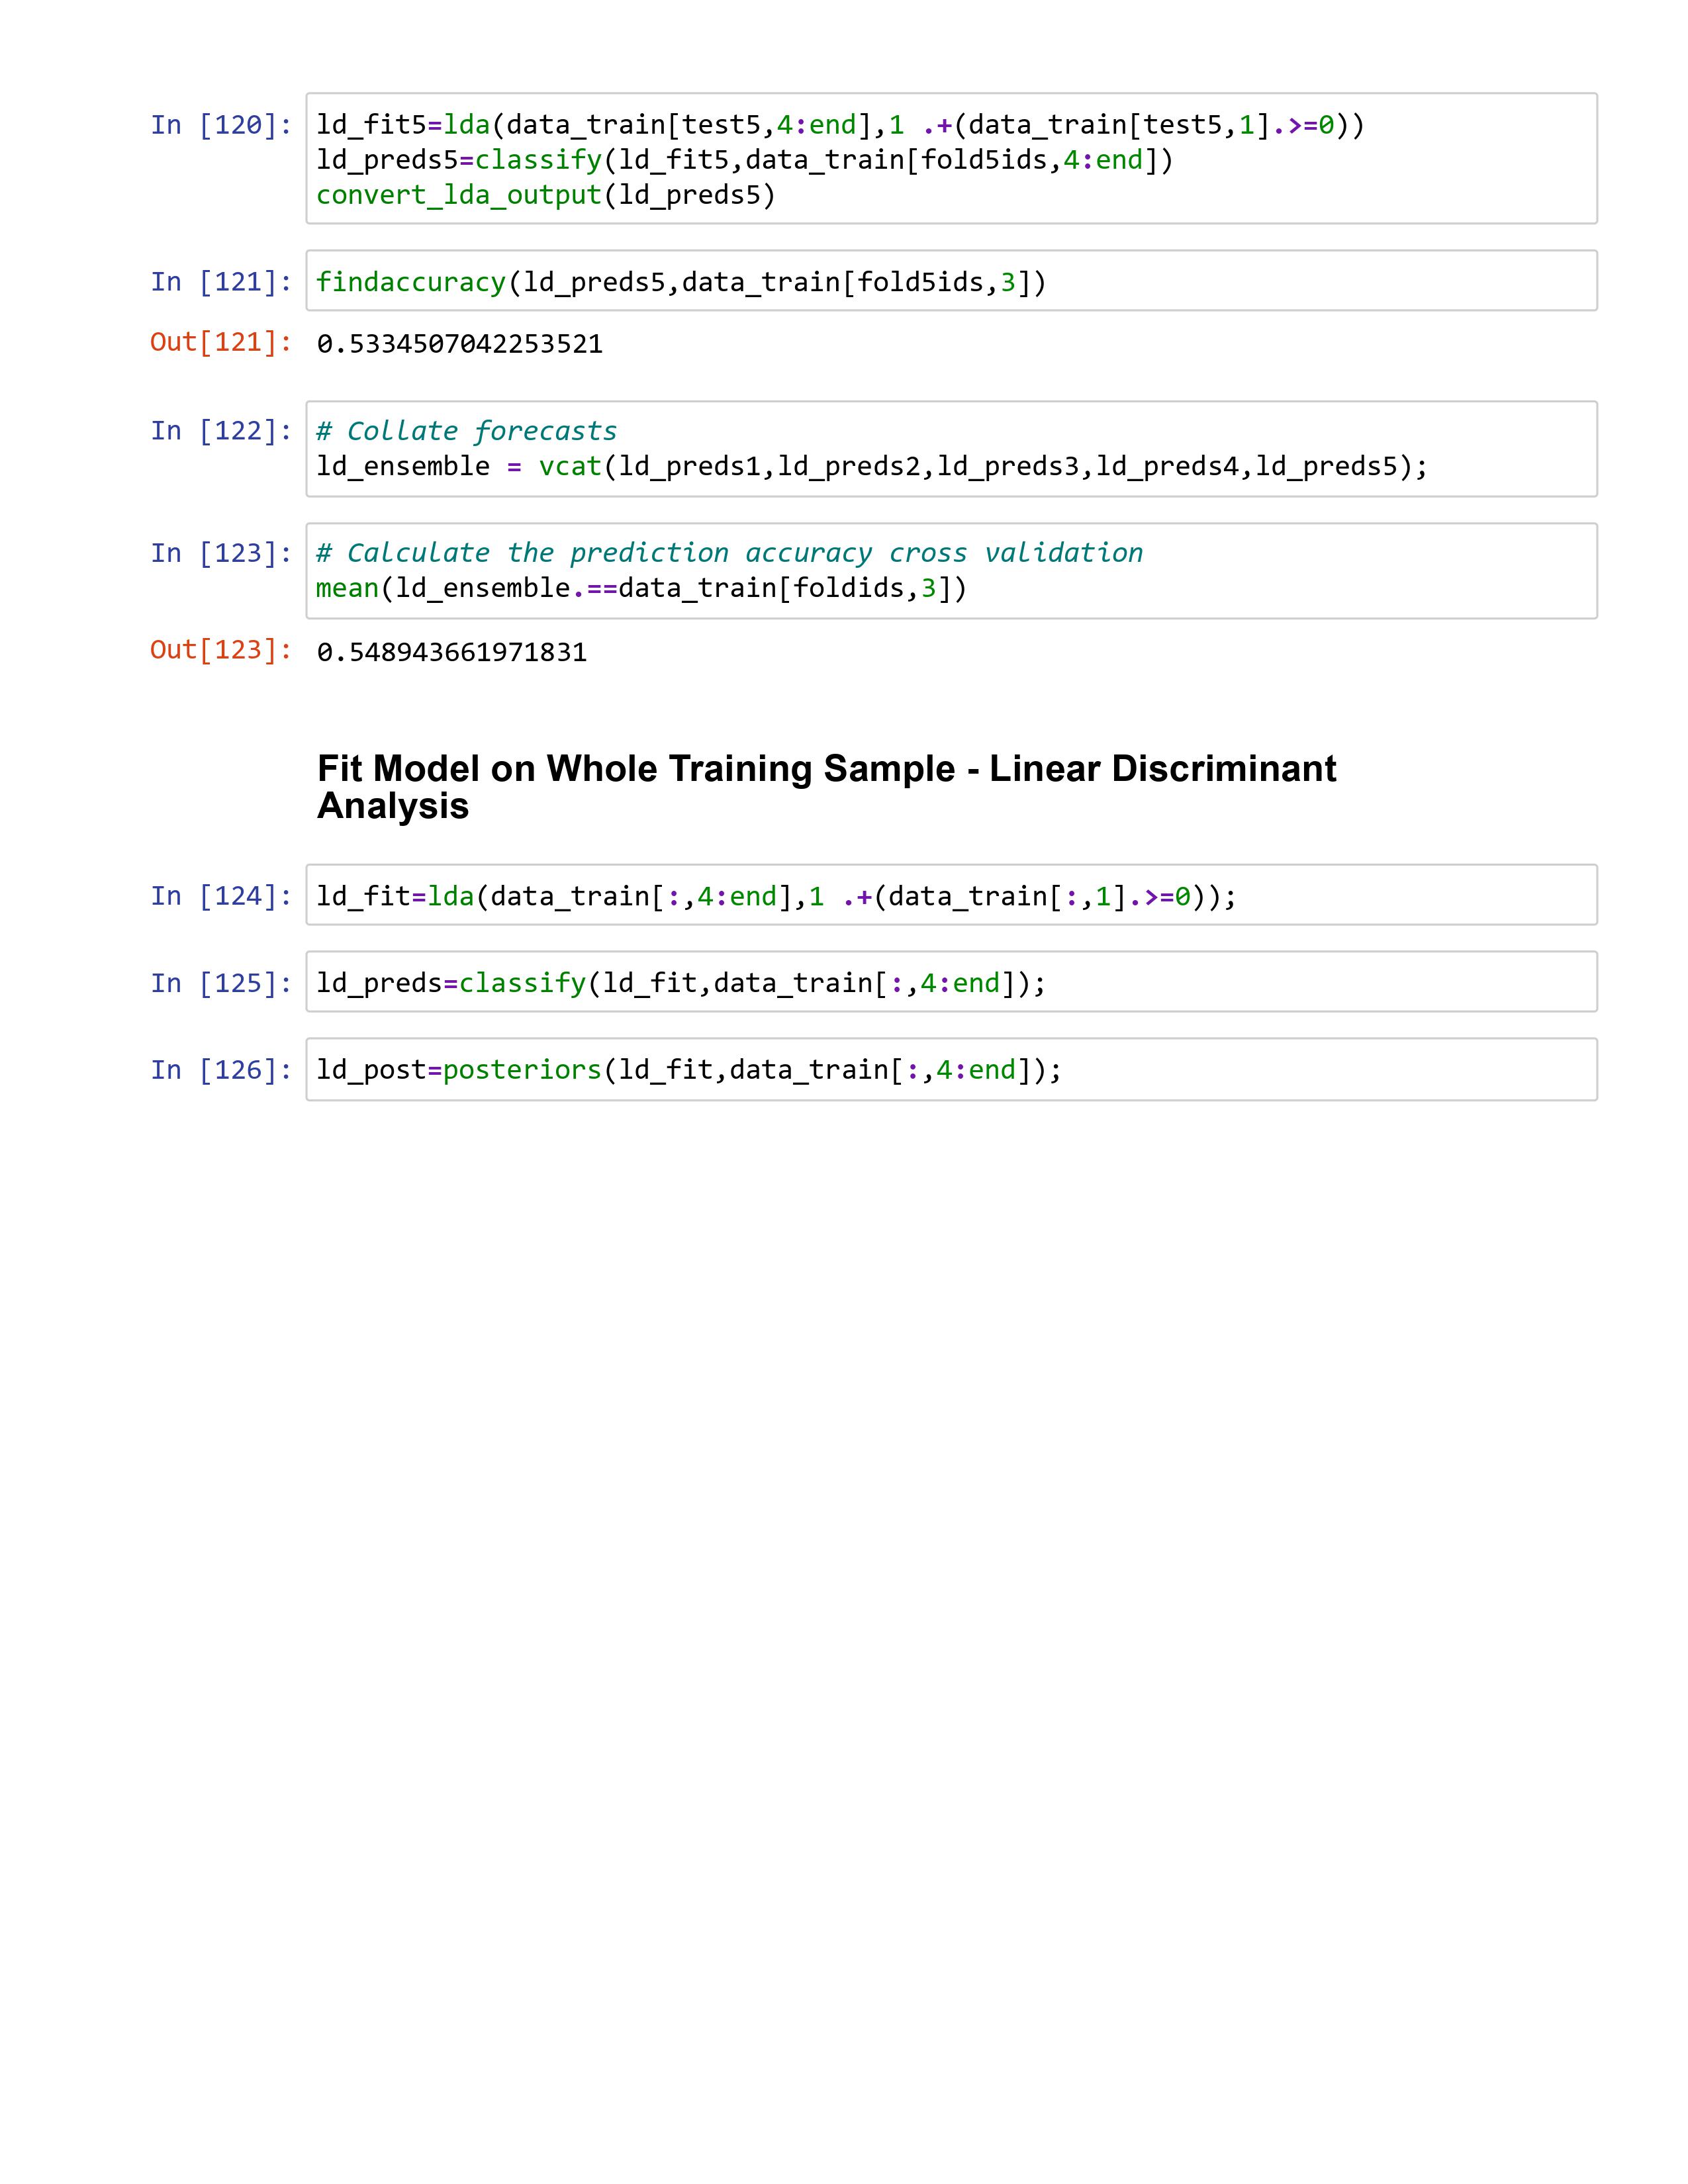 In [120]: ld_fit5=lda(data_train[test5,4:end],1 .+(data_train[test5,1].>=0))
ld_preds5=classify(ld_fit5,data_train[fold5ids,4:end])
convert_lda_output(ld_preds5)
In [121]: findaccuracy(ld_preds5,data_train[fold5ids,3])
Out[121]: 0.5334507042253521
In [122]: # Collate forecasts
ld_ensemble = vcat(ld_preds1,ld_preds2,ld_preds3,ld_preds4,ld_preds5);
In [123]: # Calculate the prediction accuracy cross validation
mean(ld_ensemble.==data_train[foldids,3])
Out[123]: 0.548943661971831
Fit Model on Whole Training Sample - Linear Discriminant
Analysis
In [124]: ld_fit=lda(data_train[:,4:end],1 .+(data_train[:,1].>=0));
In [125]: ld_preds=classify(ld_fit,data_train[:,4:end]);
In [126]: ld_post=posteriors(ld_fit,data_train[:,4:end]);